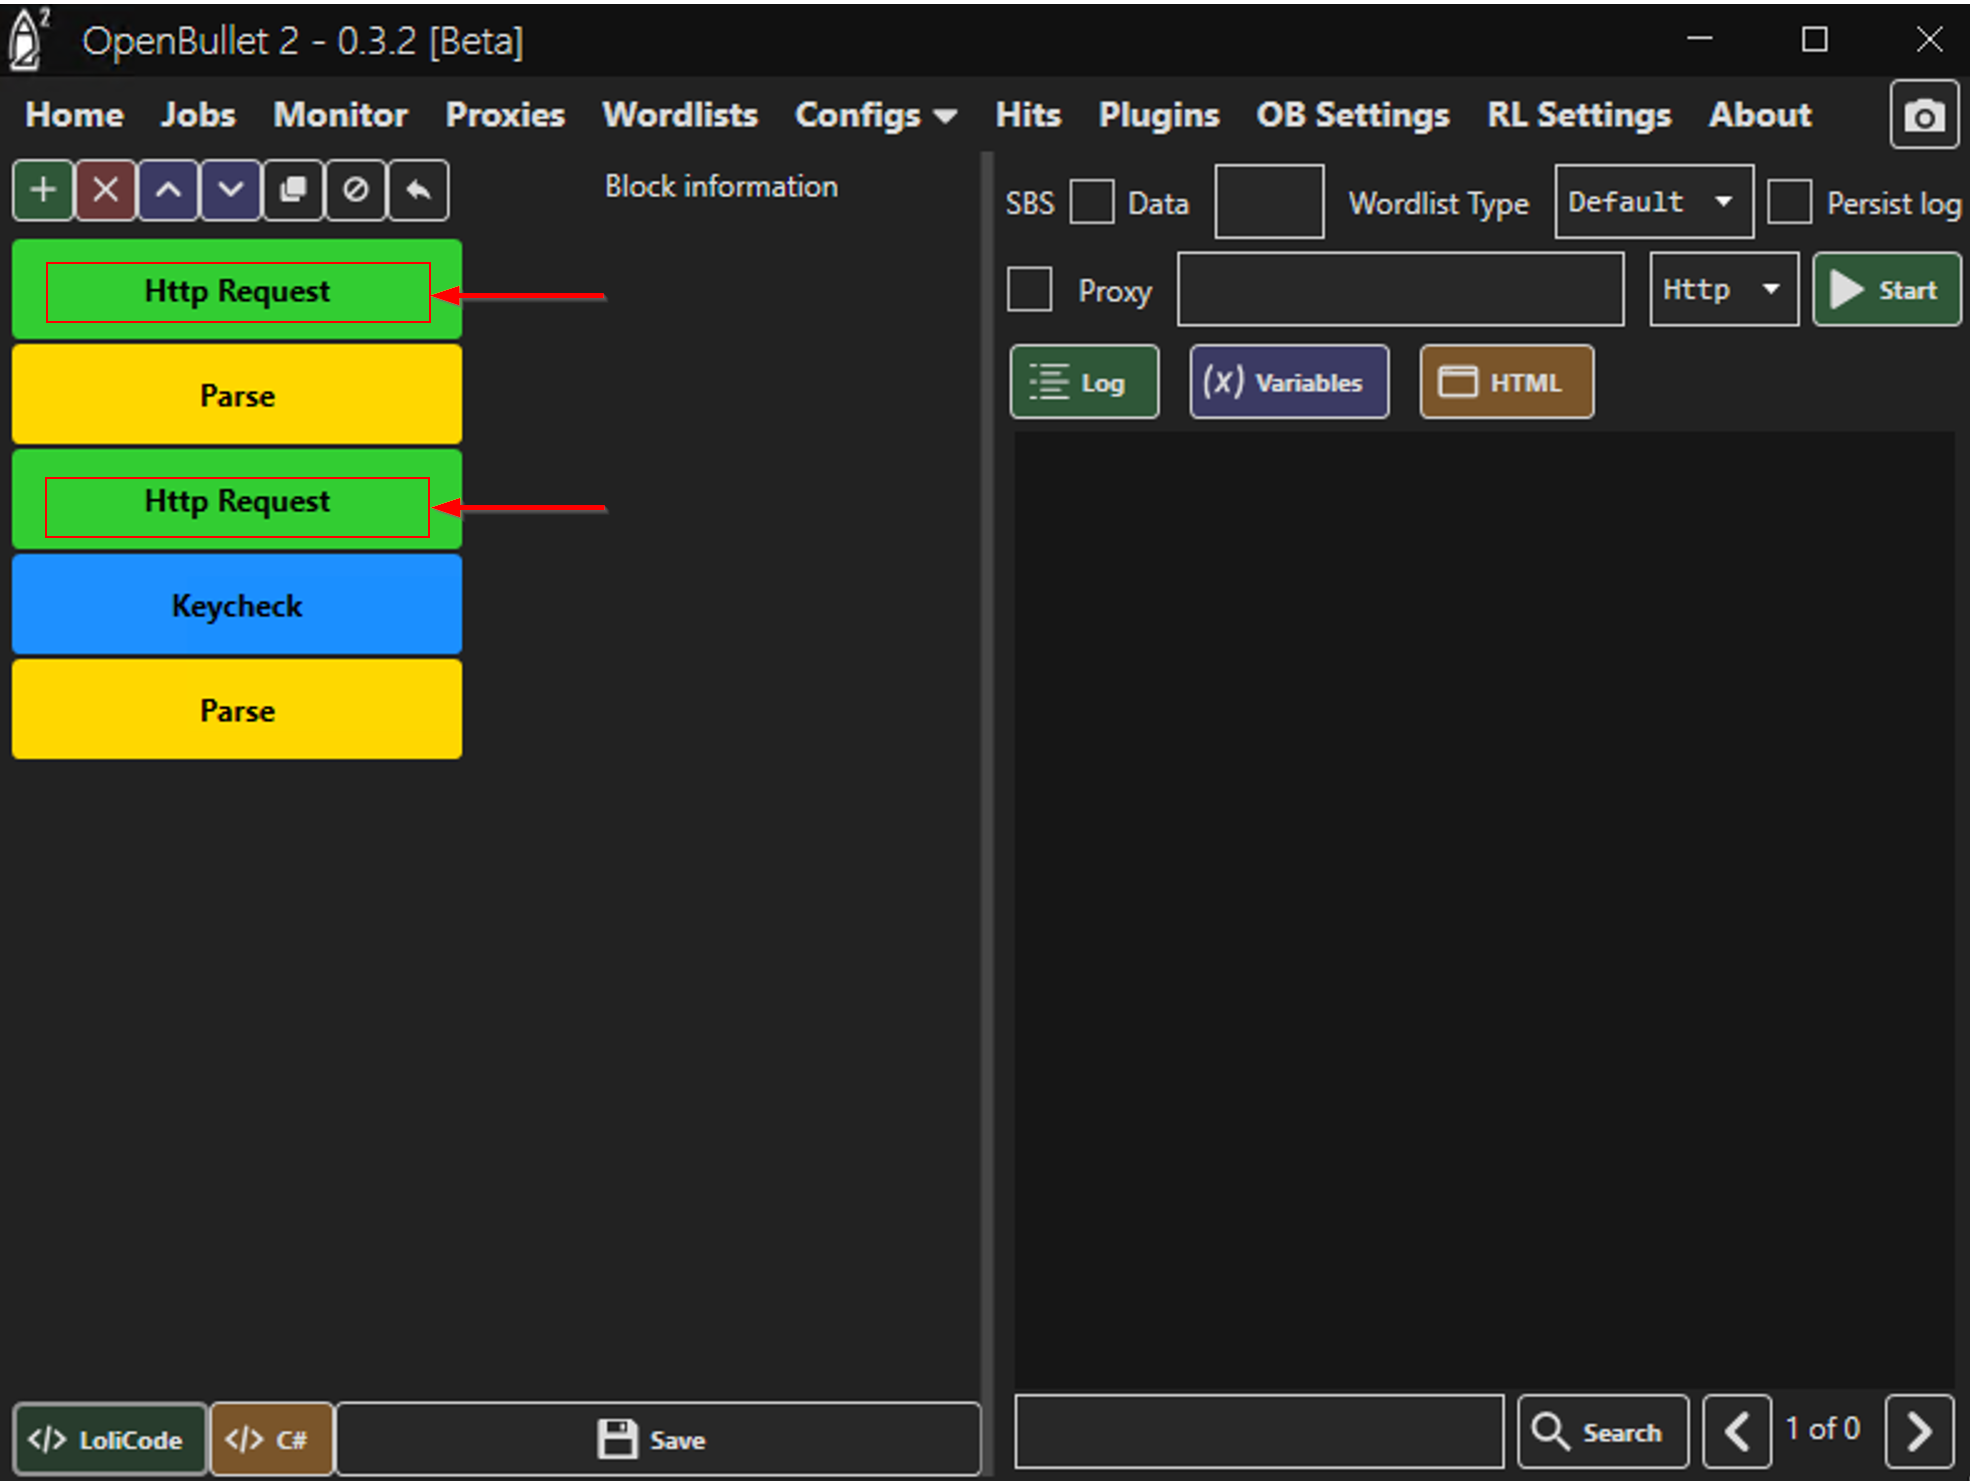 OpenBullet 2 - 0.3.2 [Beta]
Home Jobs Monitor Proxies Wordlists Configs Hits Plugins OB Settings RL Settings About
Block information
SBS Data Wordlist Type Default Persist log
Http Request
Proxy Http Start
Parse
Log (x) Variables HTML
Http Request
Keycheck
Parse
</> LoliCode </> C# Save
Search 1 of 0